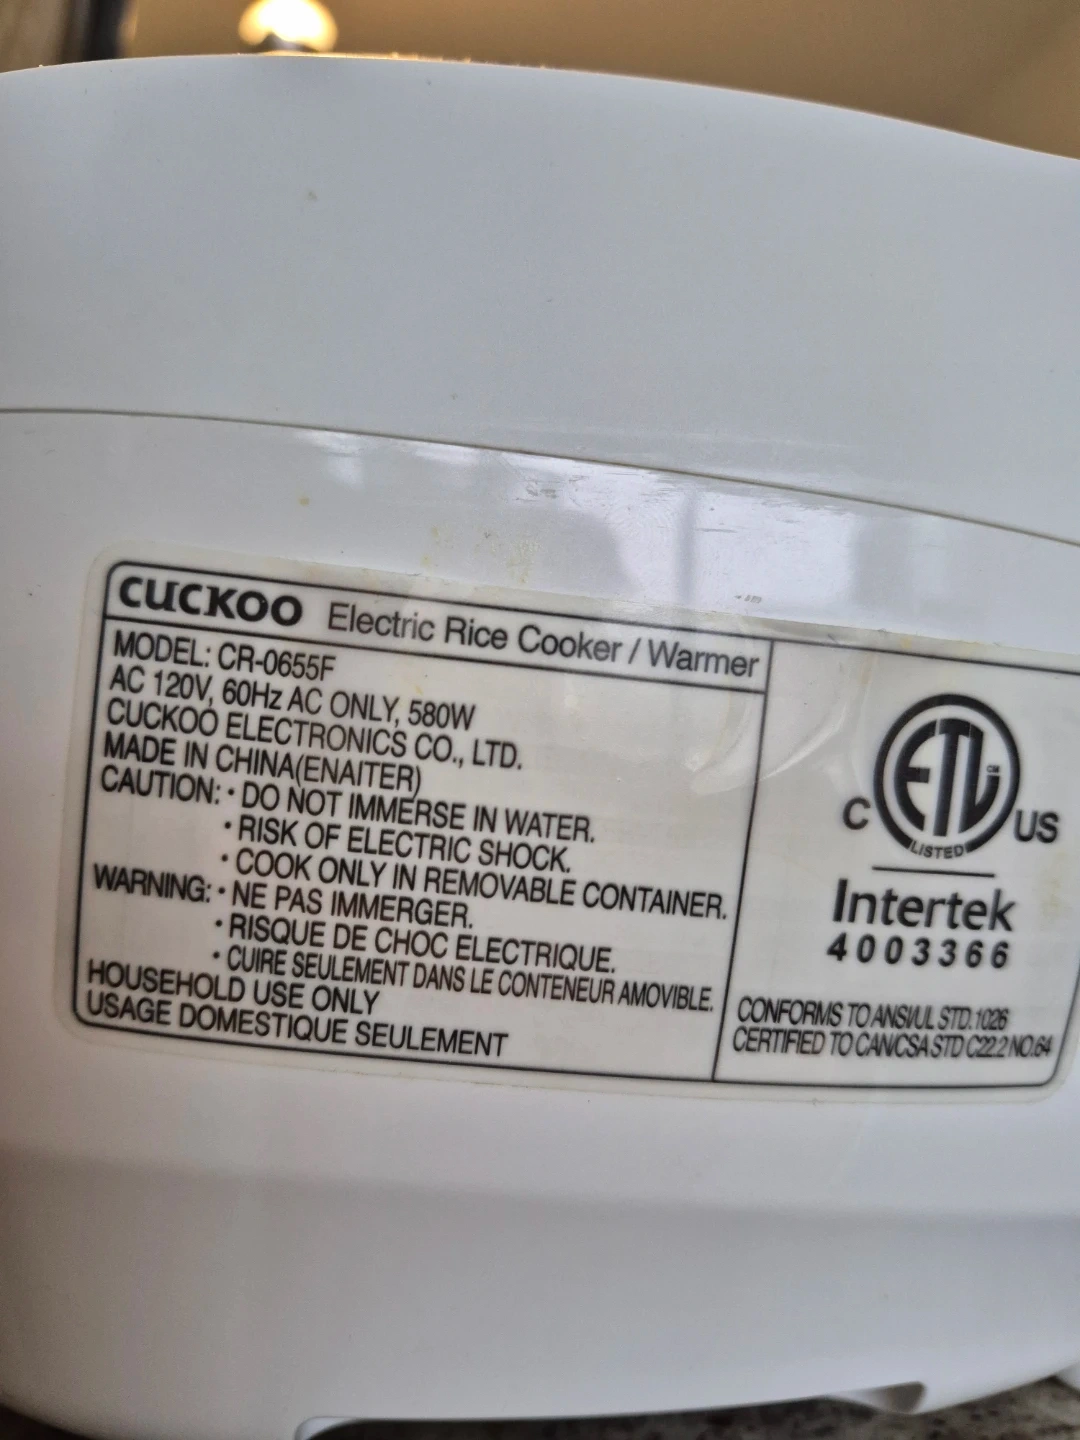 CUCKOO Electric Rice Cooker / Warmer
MODEL: CR-0655F
AC 120V, 60Hz AC ONLY, 580W
CUCKOO ELECTRONICS CO., LTD.
MADE IN CHINA(ENAITER)
CAUTION: • DO NOT IMMERSE IN WATER.
• RISK OF ELECTRIC SHOCK.
• COOK ONLY IN REMOVABLE CONTAINER.
WARNING: • NE PAS IMMERGER.
• RISQUE DE CHOC ELECTRIQUE.
• CUIRE SEULEMENT DANS LE CONTENEUR AMOVIBLE.
HOUSEHOLD USE ONLY
USAGE DOMESTIQUE SEULEMENT
C ETL CM US
LISTED
Intertek
4003366
CONFORMS TO ANSI/UL STD.1026
CERTIFIED TO CAN/CSA STD C22.2 NO.64